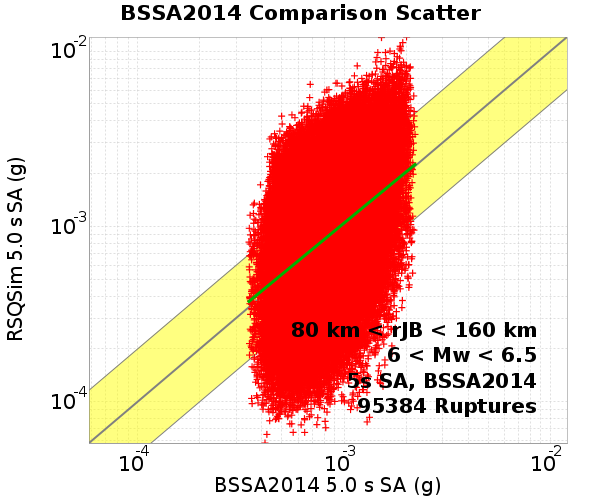 BSSA2014 Comparison Scatter
RSQSim 5.0 s SA (g)
10⁻²
10⁻³
10⁻⁴
80 km < rJB < 160 km
6 < Mw < 6.5
5s SA, BSSA2014
95384 Ruptures
10⁻⁴ 10⁻³ 10⁻²
BSSA2014 5.0 s SA (g)